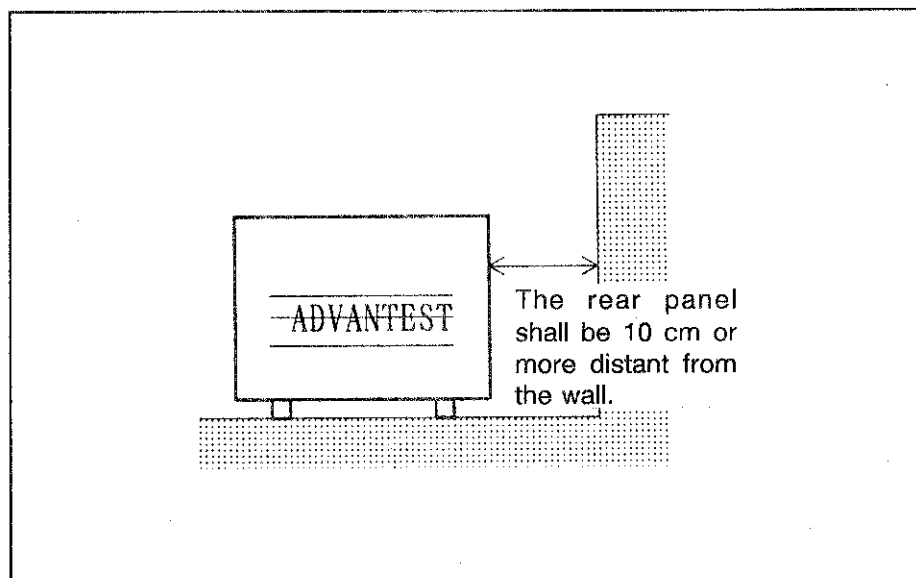 ADVANTEST
The rear panel
shall be 10 cm or
more distant from
the wall.